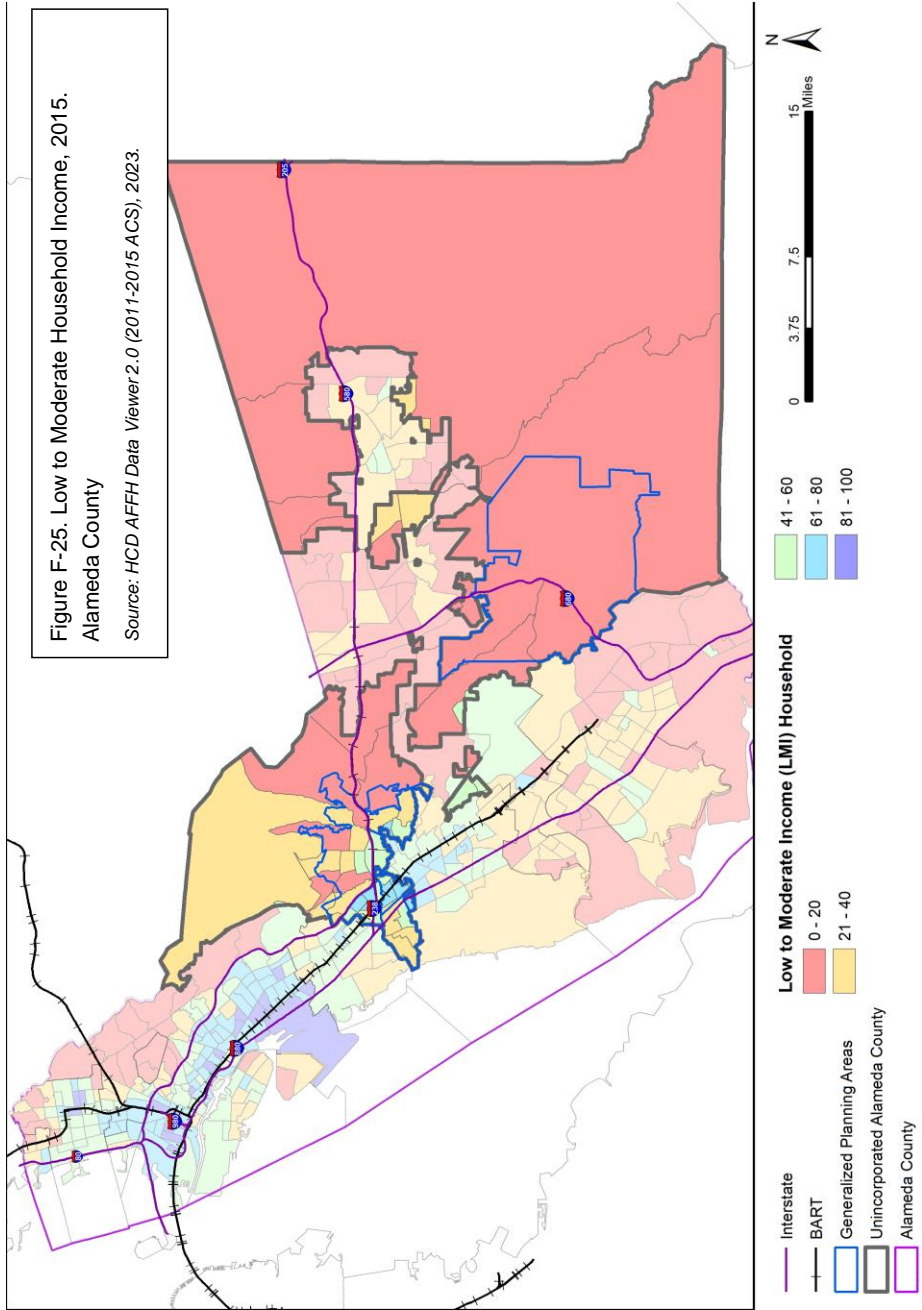 Figure F-25. Low to Moderate Household Income, 2015.
Alameda County
Source: HCD AFFH Data Viewer 2.0 (2011-2015 ACS), 2023.
80
980
238
580
205
680
Interstate
BART
Generalized Planning Areas
Unincorporated Alameda County
Alameda County
Low to Moderate Income (LMI) Household
0 - 20
21 - 40
41 - 60
61 - 80
81 - 100
0 3.75 7.5 15
Miles
N